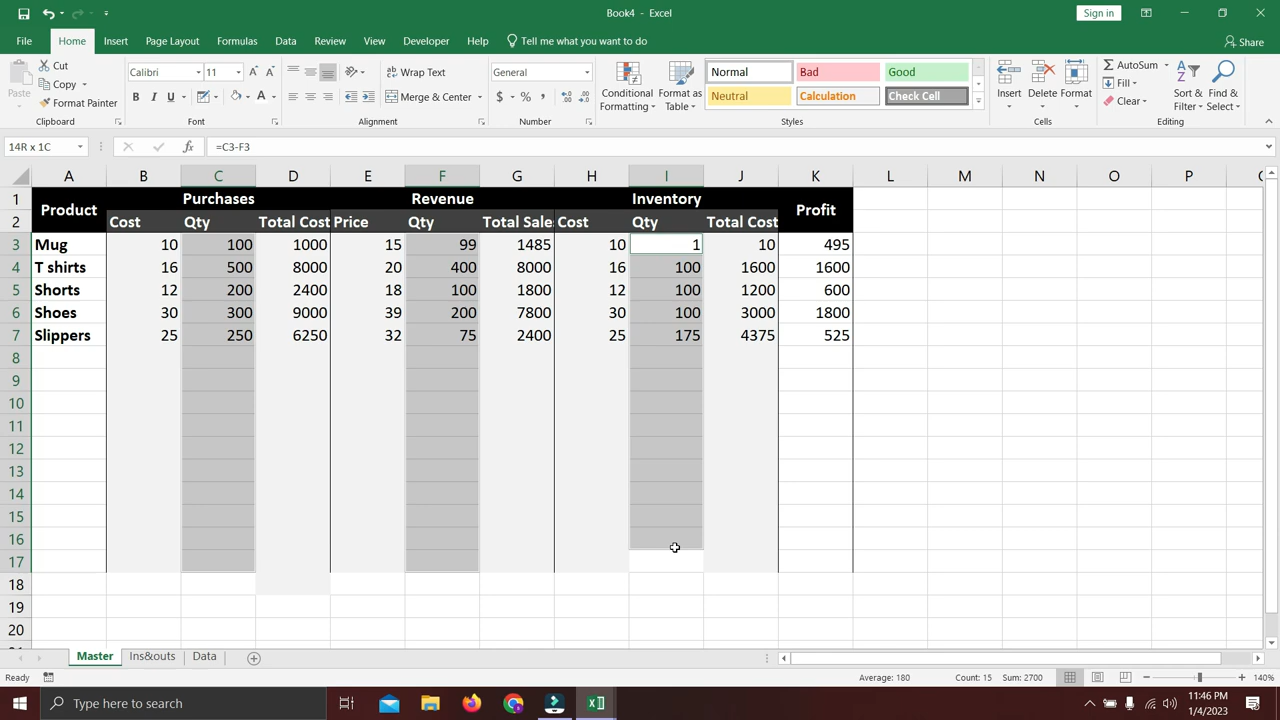 Book4 - Excel
Sign in
File Home Insert Page Layout Formulas Data Review View Developer Help Tell me what you want to do Share
Paste Cut Copy Format Painter Clipboard
Calibri 11 B I U A Font
Wrap Text Merge & Center Alignment
General $ % , Number
Conditional Formatting Format as Table Normal Bad Good Neutral Calculation Check Cell Styles
Insert Delete Format Cells
AutoSum Fill Clear Sort & Filter Find & Select Editing
14R x 1C fx =C3-F3
A B C D E F G H I J K L M N O P Q
1 Product Purchases Revenue Inventory Profit
2 Cost Qty Total Cost Price Qty Total Sale Cost Qty Total Cost
3 Mug 10 100 1000 15 99 1485 10 1 10 495
4 T shirts 16 500 8000 20 400 8000 16 100 1600 1600
5 Shorts 12 200 2400 18 100 1800 12 100 1200 600
6 Shoes 30 300 9000 39 200 7800 30 100 3000 1800
7 Slippers 25 250 6250 32 75 2400 25 175 4375 525
8
9
10
11
12
13
14
15
16
17
18
19
20
Master Ins&outs Data
Ready Average: 180 Count: 15 Sum: 2700 140%
Type here to search 11:46 PM
1/4/2023